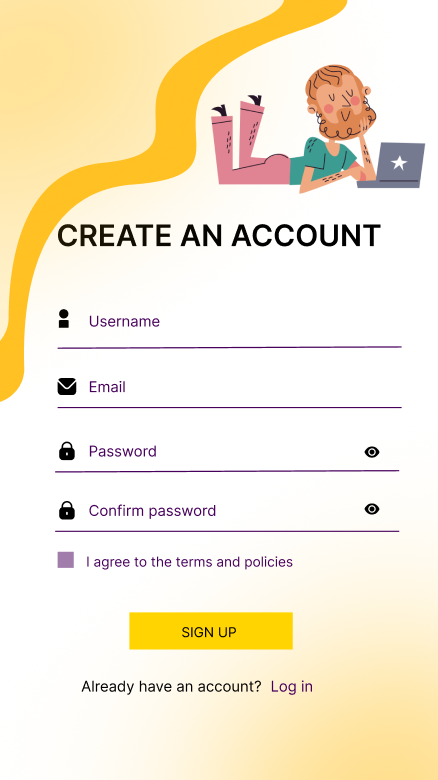 CREATE AN ACCOUNT
Username
Email
Password
Confirm password
I agree to the terms and policies
SIGN UP
Already have an account? Log in